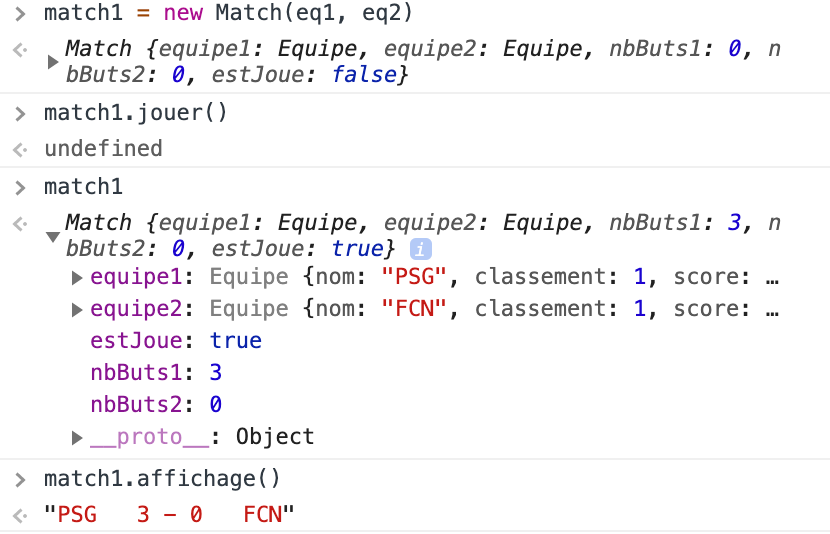 > match1 = new Match(eq1, eq2)
Match {equipe1: Equipe, equipe2: Equipe, nbButs1: 0, n
bButs2: 0, estJoue: false}
> match1.jouer()
undefined
> match1
Match {equipe1: Equipe, equipe2: Equipe, nbButs1: 3, n
bButs2: 0, estJoue: true} i
equipe1: Equipe {nom: "PSG", classement: 1, score: …
equipe2: Equipe {nom: "FCN", classement: 1, score: …
estJoue: true
nbButs1: 3
nbButs2: 0
__proto__: Object
> match1.affichage()
"PSG   3 – 0   FCN"